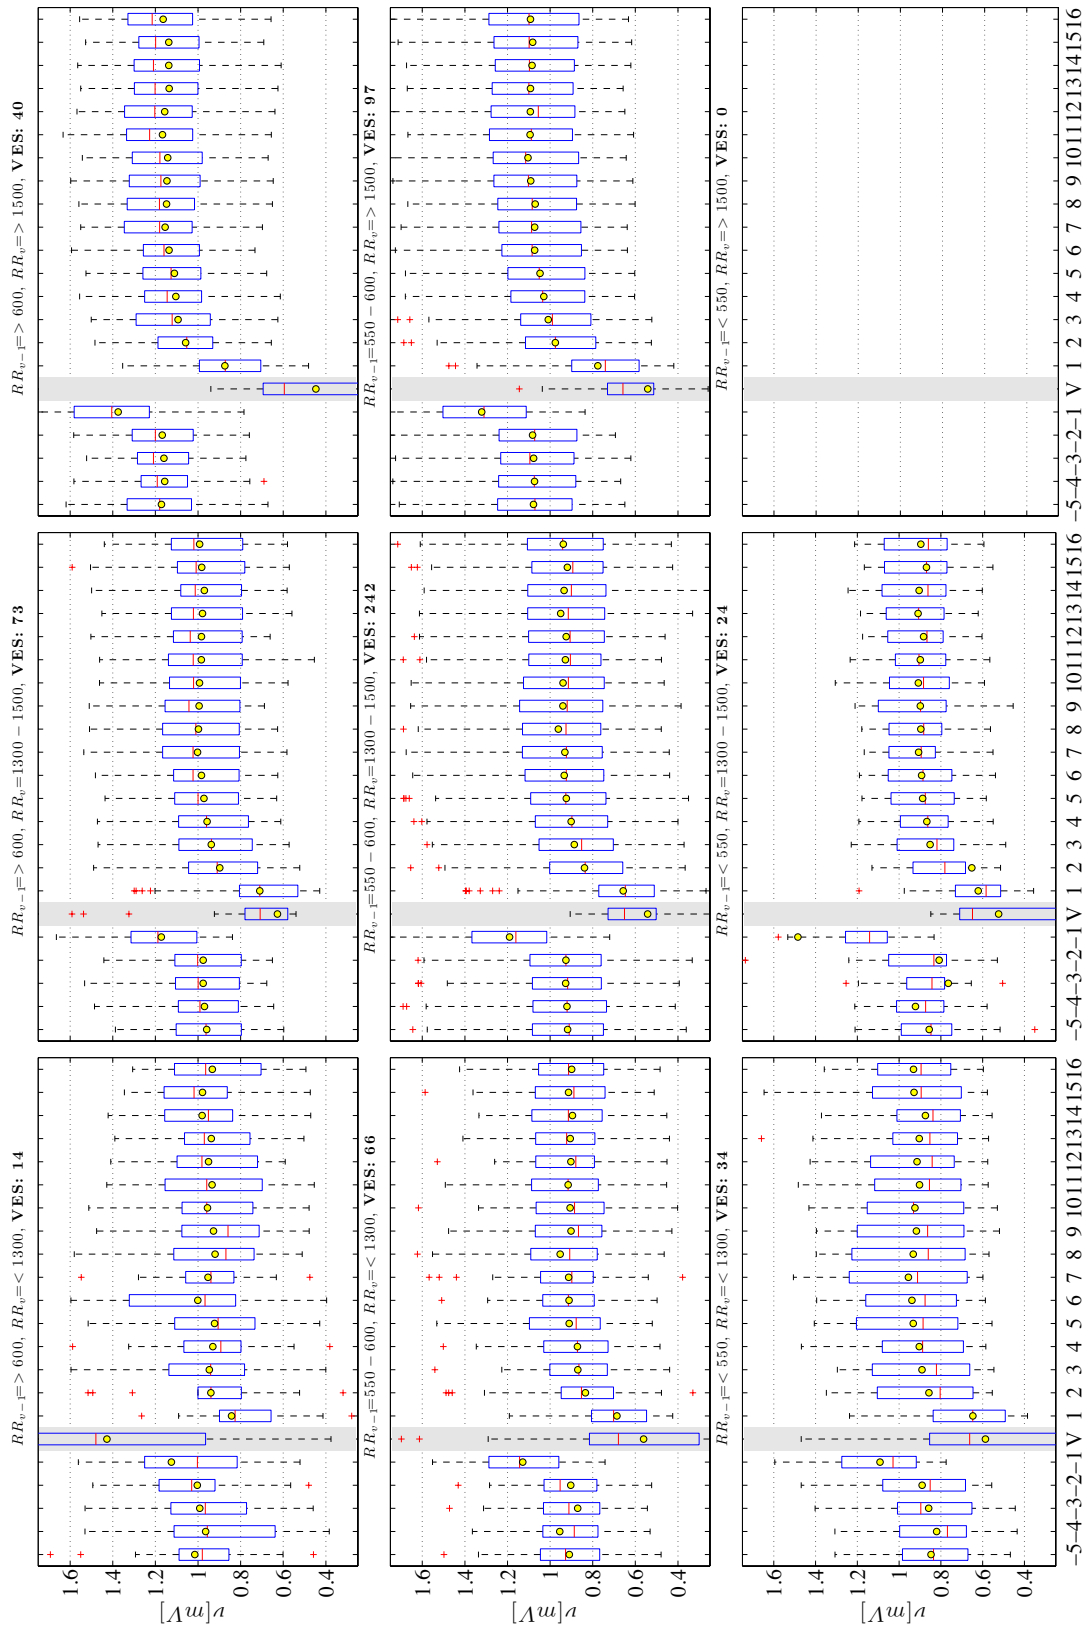 RR_{v−1}=> 600, RR_v=< 1300, VES: 14
RR_{v−1}=> 600, RR_v=1300 − 1500, VES: 73
RR_{v−1}=> 600, RR_v=> 1500, VES: 40
1.6
1.4
1.2
1
0.8
0.6
0.4
v[mV]
RR_{v−1}=550 − 600, RR_v=< 1300, VES: 66
RR_{v−1}=550 − 600, RR_v=1300 − 1500, VES: 242
RR_{v−1}=550 − 600, RR_v=> 1500, VES: 97
1.6
1.4
1.2
1
0.8
0.6
0.4
v[mV]
RR_{v−1}=< 550, RR_v=< 1300, VES: 34
RR_{v−1}=< 550, RR_v=1300 − 1500, VES: 24
RR_{v−1}=< 550, RR_v=> 1500, VES: 0
1.6
1.4
1.2
1
0.8
0.6
0.4
v[mV]
−5−4−3−2−1 V 1 2 3 4 5 6 7 8 9 10 11 12 13 14 15 16
−5−4−3−2−1 V 1 2 3 4 5 6 7 8 9 10 11 12 13 14 15 16
−5−4−3−2−1 V 1 2 3 4 5 6 7 8 9 10 11 12 13 14 15 16